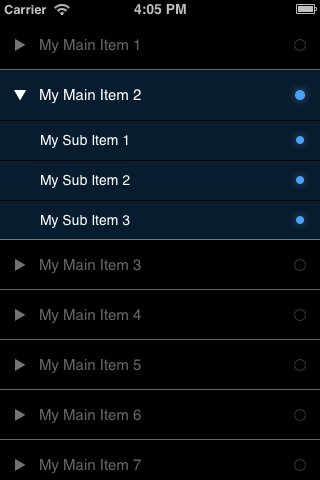 Carrier 4:05 PM
My Main Item 1
My Main Item 2
My Sub Item 1
My Sub Item 2
My Sub Item 3
My Main Item 3
My Main Item 4
My Main Item 5
My Main Item 6
My Main Item 7